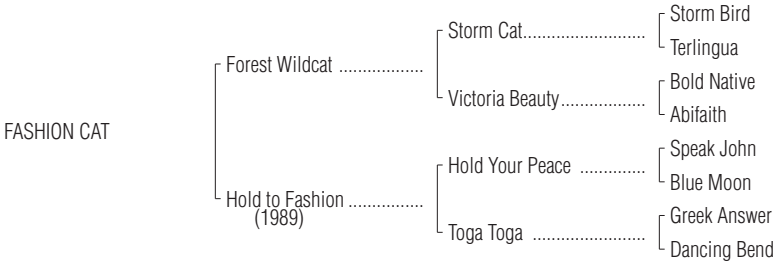 Storm Bird
Storm Cat..........................
Terlingua
Forest Wildcat ..................
Bold Native
Victoria Beauty..................
Abifaith
FASHION CAT
Speak John
Hold Your Peace ..............
Blue Moon
Hold to Fashion................
(1989)
Greek Answer
Toga Toga ........................
Dancing Bend